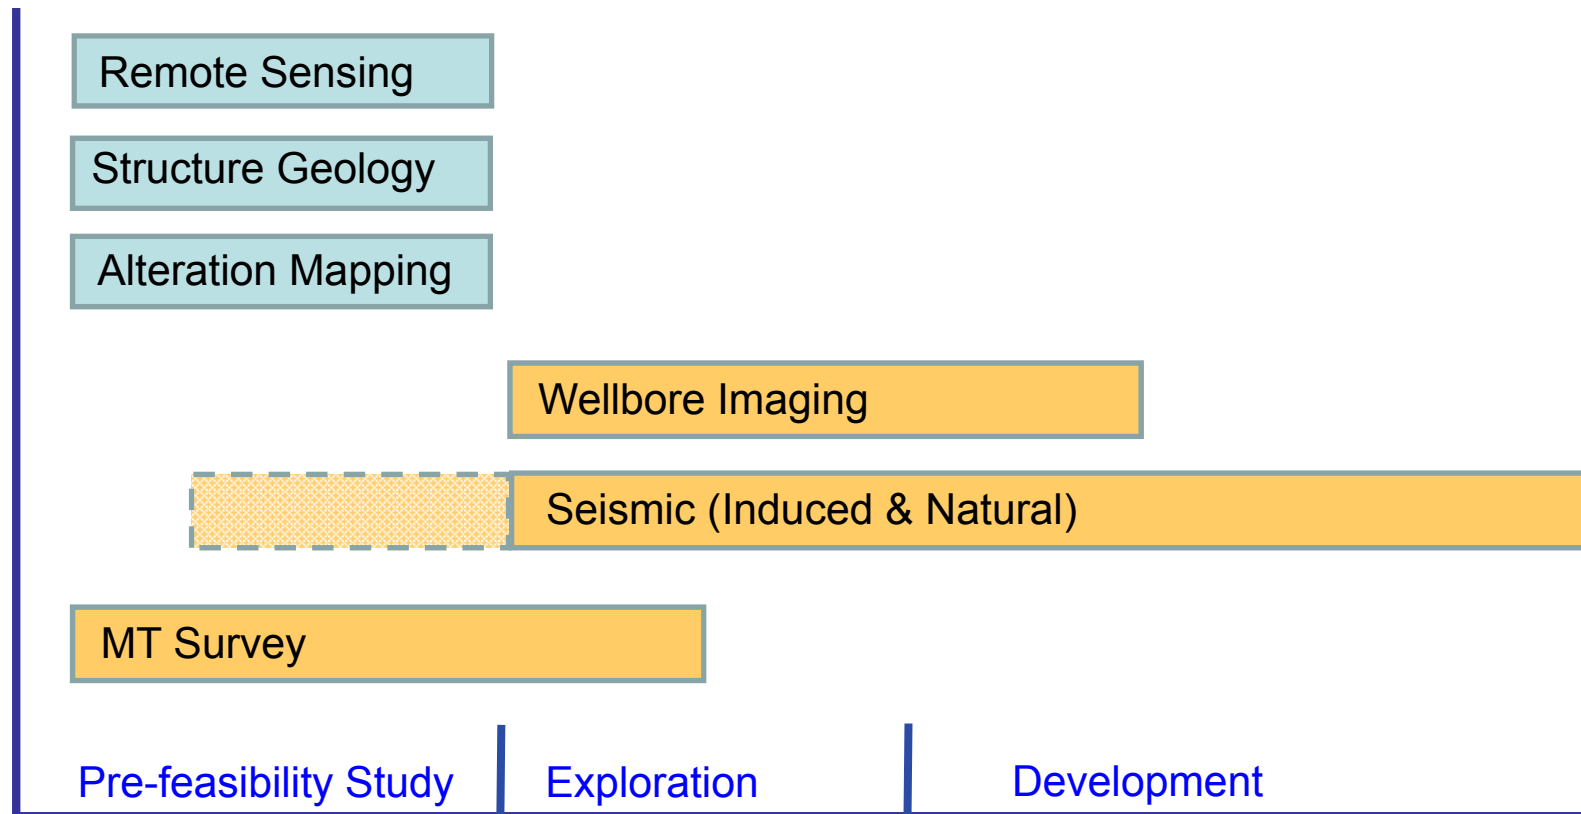 Remote Sensing
Structure Geology
Alteration Mapping
Wellbore Imaging
Seismic (Induced & Natural)
MT Survey
Pre-feasibility Study
Exploration
Development